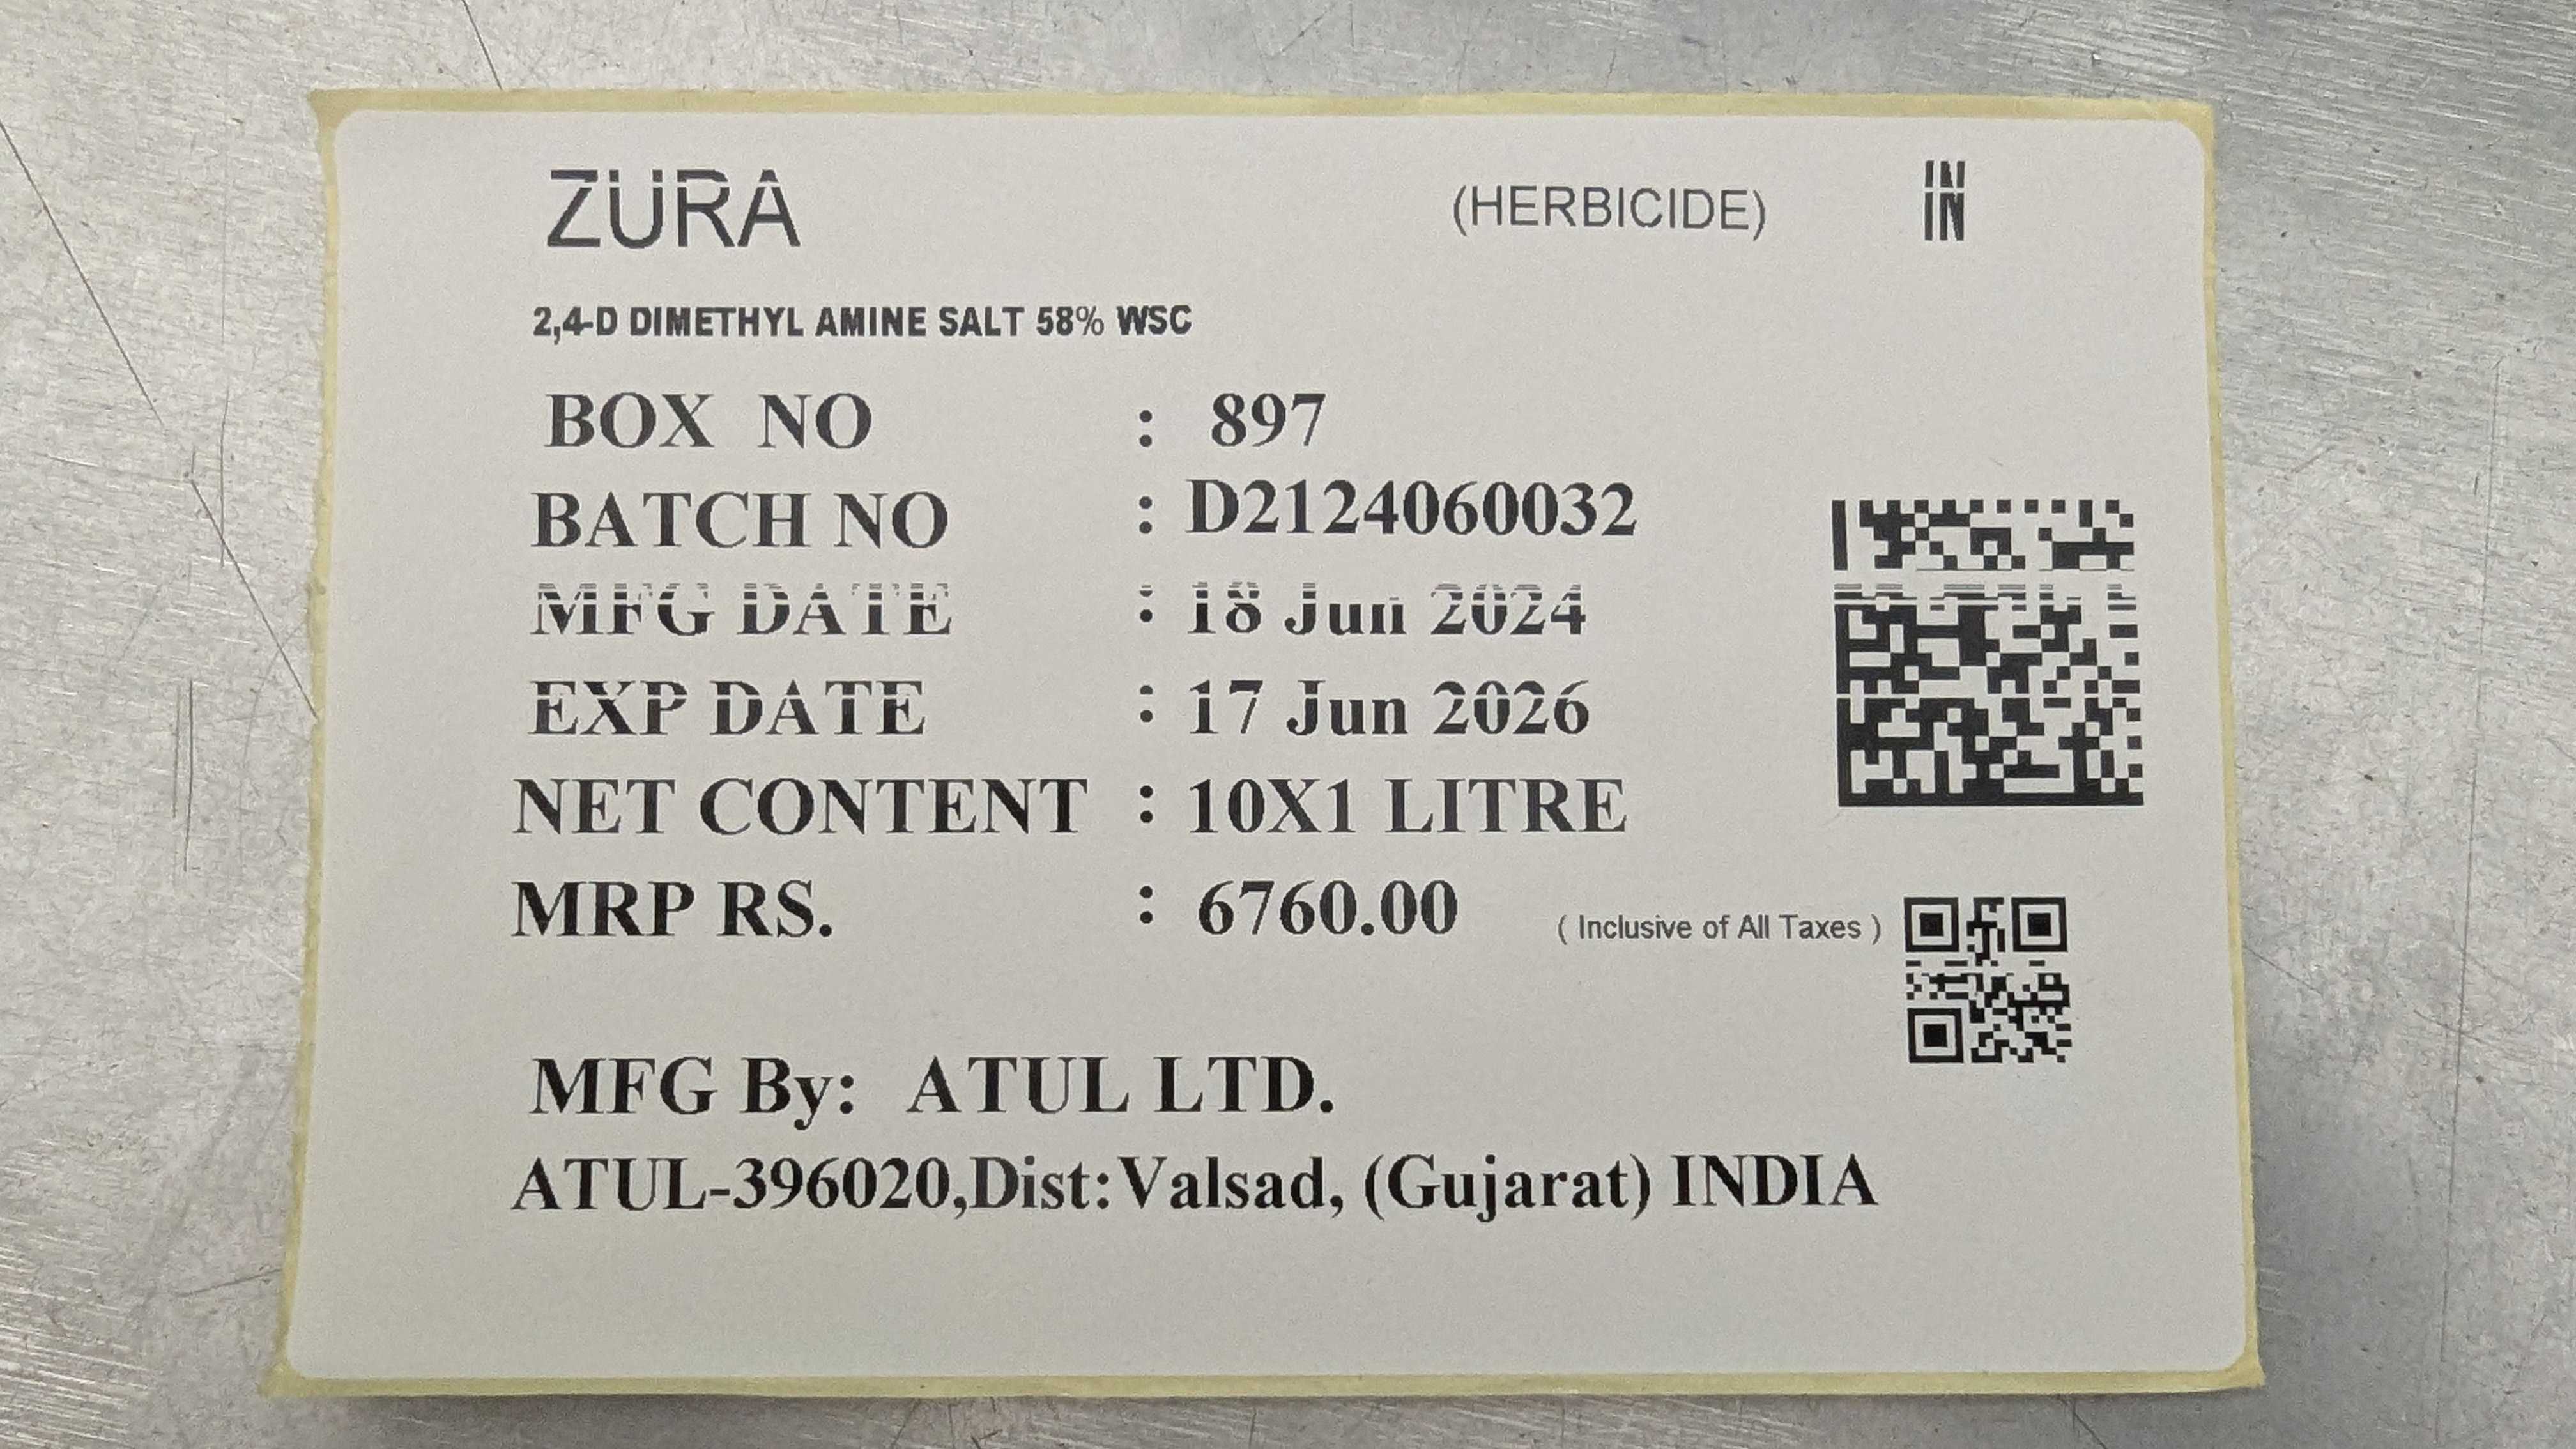 ZURA (HERBICIDE) IN
2,4-D DIMETHYL AMINE SALT 58% WSC
BOX NO : 897
BATCH NO : D2124060032
MFG DATE : 18 Jun 2024
EXP DATE : 17 Jun 2026
NET CONTENT : 10X1 LITRE
MRP RS. : 6760.00 ( Inclusive of All Taxes )
MFG By: ATUL LTD.
ATUL-396020,Dist:Valsad, (Gujarat) INDIA